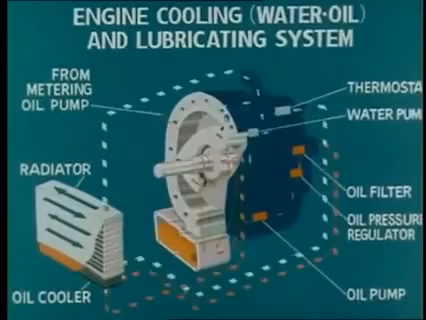 ENGINE COOLING (WATER·OIL)
AND LUBRICATING SYSTEM
FROM
METERING
OIL PUMP
THERMOSTA
WATER PUM
RADIATOR
OIL FILTER
OIL PRESSURE
REGULATOR
OIL COOLER
OIL PUMP